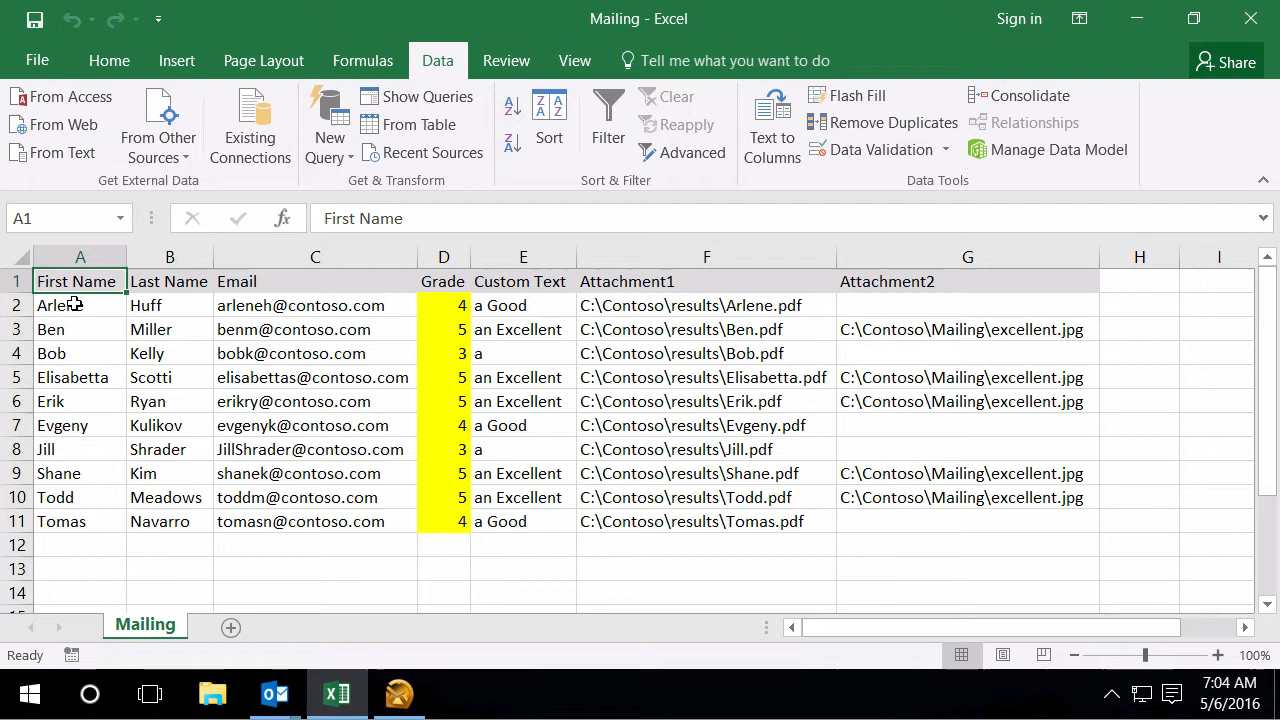 Mailing - Excel
Sign in
File Home Insert Page Layout Formulas Data Review View Tell me what you want to do Share
From Access
From Web
From Text
From Other Sources
Existing Connections
Get External Data
New Query
Show Queries
From Table
Recent Sources
Get & Transform
Sort
Filter
Clear
Reapply
Advanced
Sort & Filter
Text to Columns
Flash Fill
Remove Duplicates
Data Validation
Consolidate
Relationships
Manage Data Model
Data Tools
A1 fx First Name
A B C D E F G H I
1 First Name Last Name Email Grade Custom Text Attachment1 Attachment2
2 Arlene Huff arleneh@contoso.com 4 a Good C:\Contoso\results\Arlene.pdf
3 Ben Miller benm@contoso.com 5 an Excellent C:\Contoso\results\Ben.pdf C:\Contoso\Mailing\excellent.jpg
4 Bob Kelly bobk@contoso.com 3 a C:\Contoso\results\Bob.pdf
5 Elisabetta Scotti elisabettas@contoso.com 5 an Excellent C:\Contoso\results\Elisabetta.pdf C:\Contoso\Mailing\excellent.jpg
6 Erik Ryan erikry@contoso.com 5 an Excellent C:\Contoso\results\Erik.pdf C:\Contoso\Mailing\excellent.jpg
7 Evgeny Kulikov evgenyk@contoso.com 4 a Good C:\Contoso\results\Evgeny.pdf
8 Jill Shrader JillShrader@contoso.com 3 a C:\Contoso\results\Jill.pdf
9 Shane Kim shanek@contoso.com 5 an Excellent C:\Contoso\results\Shane.pdf C:\Contoso\Mailing\excellent.jpg
10 Todd Meadows toddm@contoso.com 5 an Excellent C:\Contoso\results\Todd.pdf C:\Contoso\Mailing\excellent.jpg
11 Tomas Navarro tomasn@contoso.com 4 a Good C:\Contoso\results\Tomas.pdf
12
13
14
Mailing
Ready
100%
7:04 AM
5/6/2016